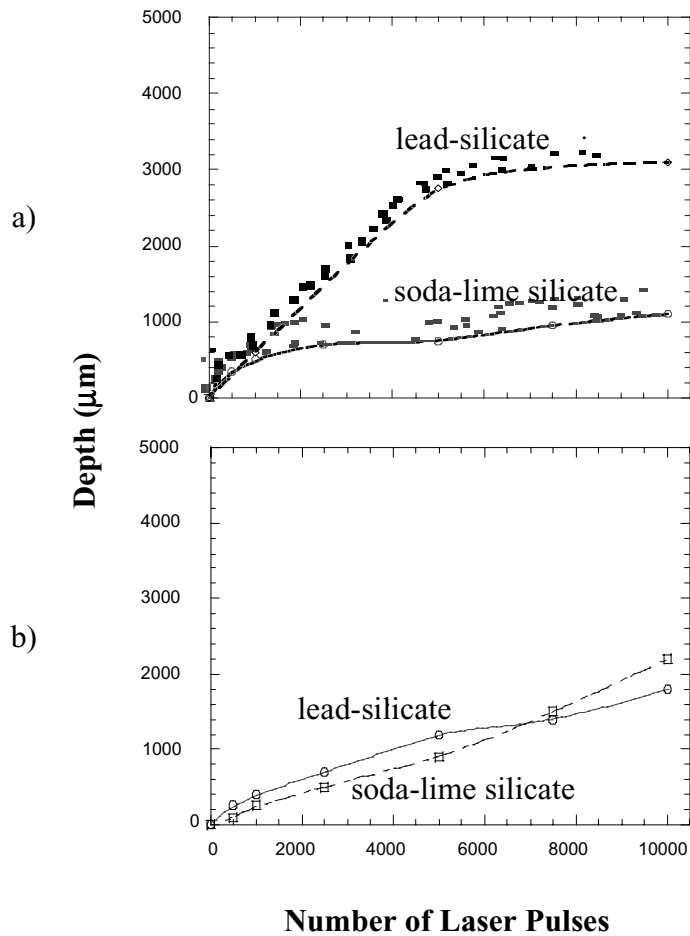 a)
5000
4000
3000
2000
1000
0
lead-silicate
soda-lime silicate
Depth (μm)
b)
5000
4000
3000
2000
1000
0
lead-silicate
soda-lime silicate
0 2000 4000 6000 8000 10000
Number of Laser Pulses